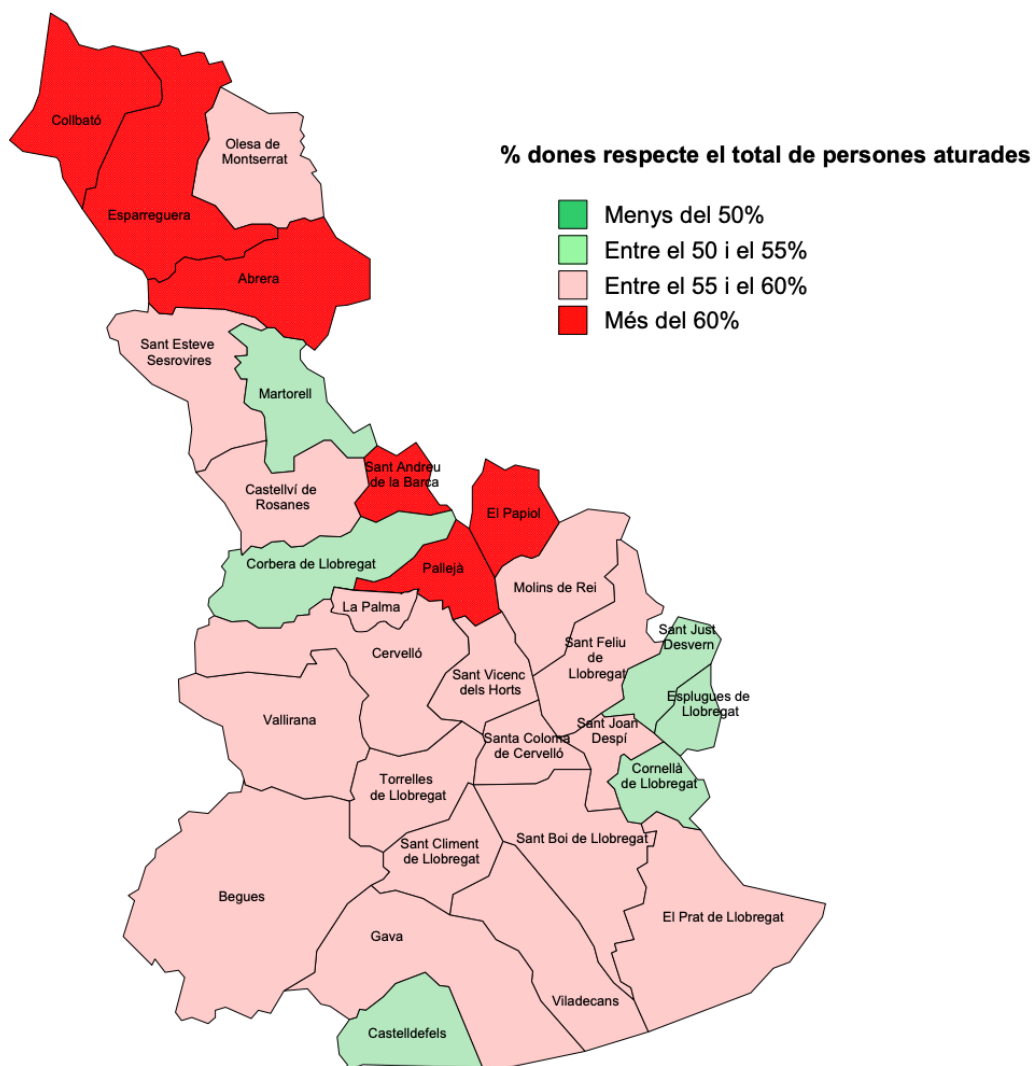 Collbató
Olesa de
Montserrat
% dones respecte el total de persones aturades
Menys del 50%
Entre el 50 i el 55%
Entre el 55 i el 60%
Més del 60%
Esparreguera
Abrera
Sant Esteve
Sesrovires
Martorell
Sant Andreu
de la Barca
Castellví de
Rosanes
El Papiol
Corbera de Llobregat
Pallejà
Molins de Rei
La Palma
Cervelló
Sant Feliu
de
Llobregat
Sant Just
Desvern
Sant Vicenc
dels Horts
Esplugues de
Llobregat
Vallirana
Santa Coloma
de Cervelló
Sant Joan
Despí
Cornellà
de Llobregat
Torrelles
de Llobregat
Sant Climent
de Llobregat
Sant Boi de Llobregat
Begues
Gava
El Prat de Llobregat
Viladecans
Castelldefels